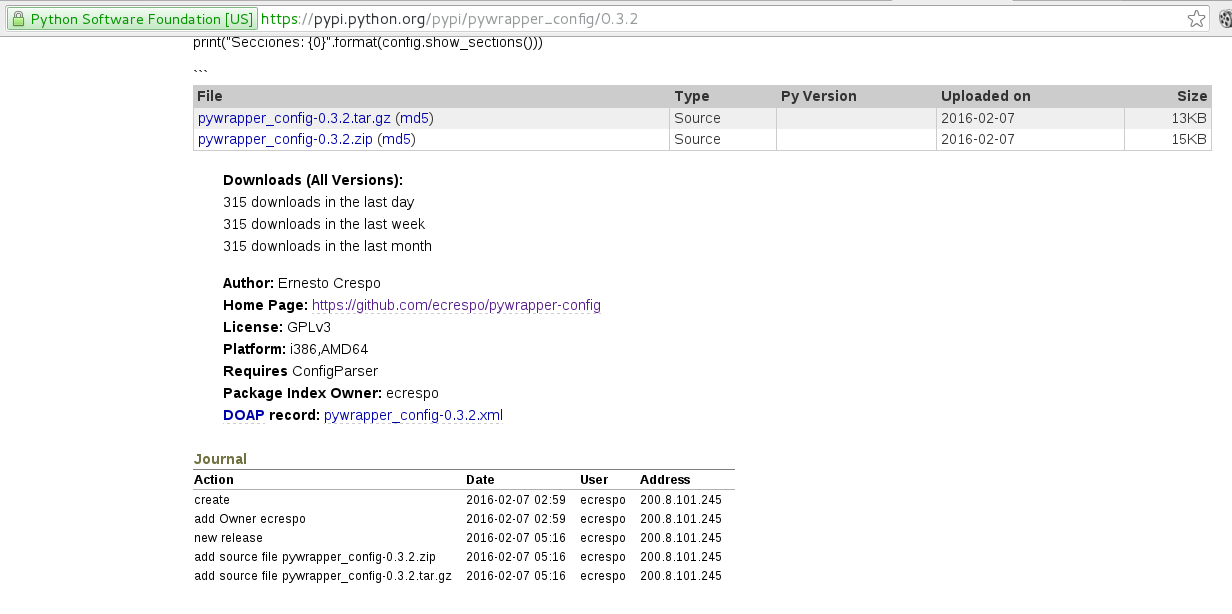 Python Software Foundation [US] https://pypi.python.org/pypi/pywrapper_config/0.3.2
print("Secciones: {0}".format(config.show_sections()))
```
File Type Py Version Uploaded on Size
pywrapper_config-0.3.2.tar.gz (md5) Source 2016-02-07 13KB
pywrapper_config-0.3.2.zip (md5) Source 2016-02-07 15KB
Downloads (All Versions):
315 downloads in the last day
315 downloads in the last week
315 downloads in the last month
Author: Ernesto Crespo
Home Page: https://github.com/ecrespo/pywrapper-config
License: GPLv3
Platform: i386,AMD64
Requires ConfigParser
Package Index Owner: ecrespo
DOAP record: pywrapper_config-0.3.2.xml
Journal
Action Date User Address
create 2016-02-07 02:59 ecrespo 200.8.101.245
add Owner ecrespo 2016-02-07 02:59 ecrespo 200.8.101.245
new release 2016-02-07 05:16 ecrespo 200.8.101.245
add source file pywrapper_config-0.3.2.zip 2016-02-07 05:16 ecrespo 200.8.101.245
add source file pywrapper_config-0.3.2.tar.gz 2016-02-07 05:16 ecrespo 200.8.101.245